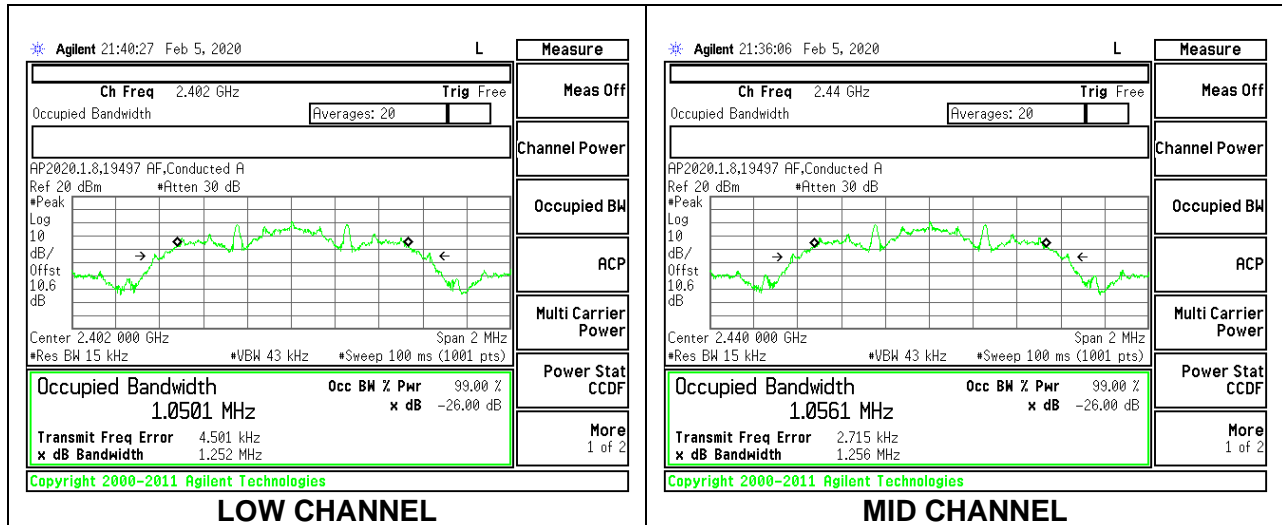 Agilent 21:40:27 Feb 5, 2020 L
Measure
Ch Freq 2.402 GHz Trig Free
Occupied Bandwidth Averages: 20
AP2020.1.8,19497 AF,Conducted A
Ref 20 dBm #Atten 30 dB
#Peak
Log
10
dB/
Offst
10.6
dB
Center 2.402 000 GHz Span 2 MHz
#Res BW 15 kHz #VBW 43 kHz #Sweep 100 ms (1001 pts)
Occupied Bandwidth Occ BW % Pwr 99.00 %
1.0501 MHz x dB -26.00 dB
Transmit Freq Error 4.501 kHz
x dB Bandwidth 1.252 MHz
Copyright 2000-2011 Agilent Technologies
Meas Off
Channel Power
Occupied BW
ACP
Multi Carrier
Power
Power Stat
CCDF
More
1 of 2
LOW CHANNEL
Agilent 21:36:06 Feb 5, 2020 L
Measure
Ch Freq 2.44 GHz Trig Free
Occupied Bandwidth Averages: 20
AP2020.1.8,19497 AF,Conducted A
Ref 20 dBm #Atten 30 dB
#Peak
Log
10
dB/
Offst
10.6
dB
Center 2.440 000 GHz Span 2 MHz
#Res BW 15 kHz #VBW 43 kHz #Sweep 100 ms (1001 pts)
Occupied Bandwidth Occ BW % Pwr 99.00 %
1.0561 MHz x dB -26.00 dB
Transmit Freq Error 2.715 kHz
x dB Bandwidth 1.256 MHz
Copyright 2000-2011 Agilent Technologies
Meas Off
Channel Power
Occupied BW
ACP
Multi Carrier
Power
Power Stat
CCDF
More
1 of 2
MID CHANNEL